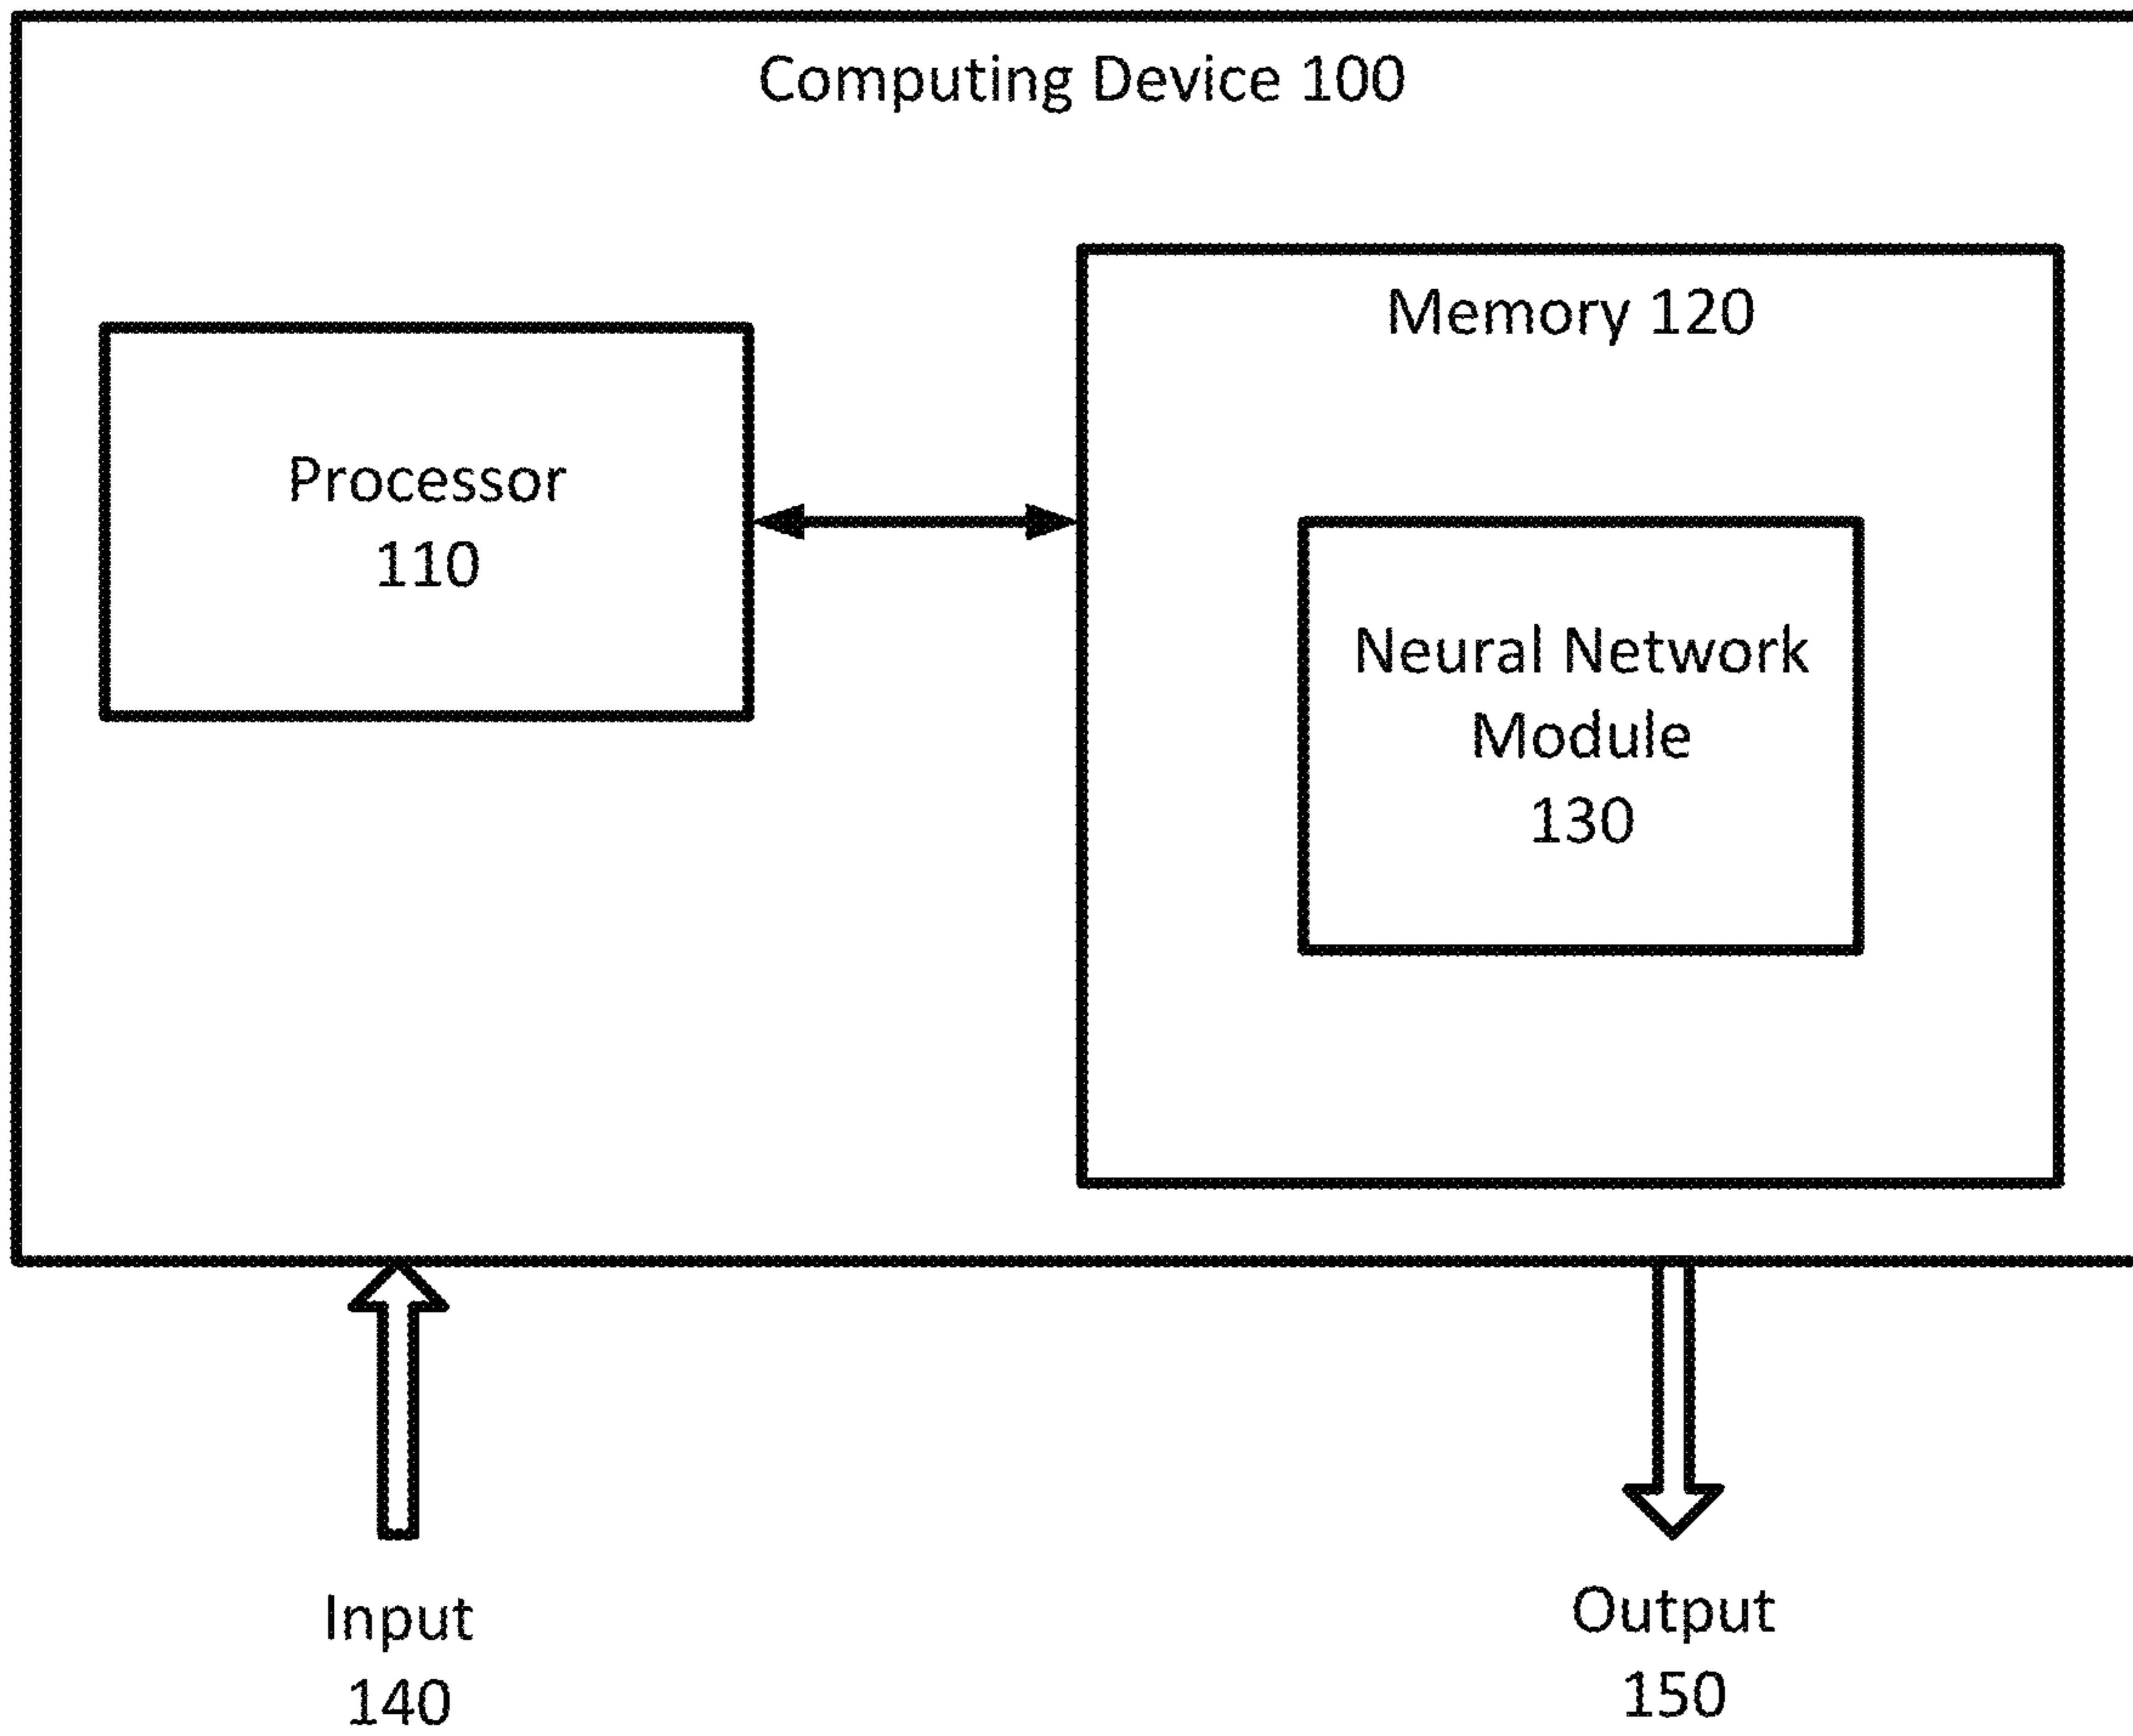 Computing Device 100
Processor
110
Memory 120
Neural Network
Module
130
Input
140
Output
150